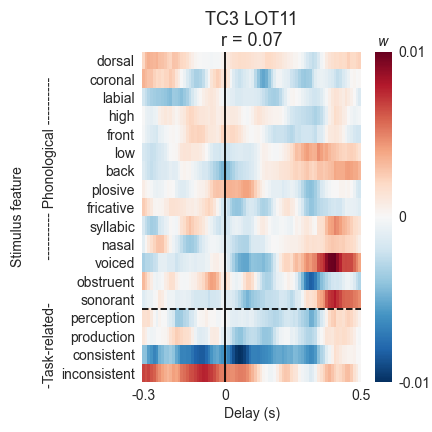 TC3 LOT11
r = 0.07
w
dorsal
coronal
labial
high
front
low
back
plosive
fricative
syllabic
nasal
voiced
obstruent
sonorant
perception
production
consistent
inconsistent
Stimulus feature
---------- Phonological ----------
-Task-related-
0.01
0
-0.01
-0.3
0
0.5
Delay (s)